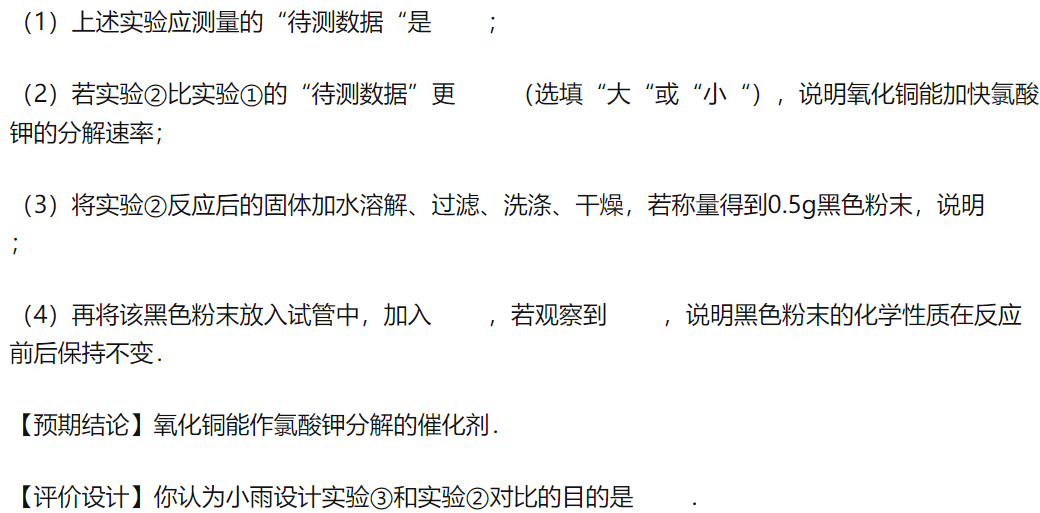 （1）上述实验应测量的“待测数据“是　　；
（2）若实验②比实验①的“待测数据”更　　（选填“大“或“小“），说明氧化铜能加快氯酸
钾的分解速率；
（3）将实验②反应后的固体加水溶解、过滤、洗涤、干燥，若称量得到0.5g黑色粉末，说明
；
（4）再将该黑色粉末放入试管中，加入　　，若观察到　　，说明黑色粉末的化学性质在反应
前后保持不变．
【预期结论】氧化铜能作氯酸钾分解的催化剂．
【评价设计】你认为小雨设计实验③和实验②对比的目的是　　．